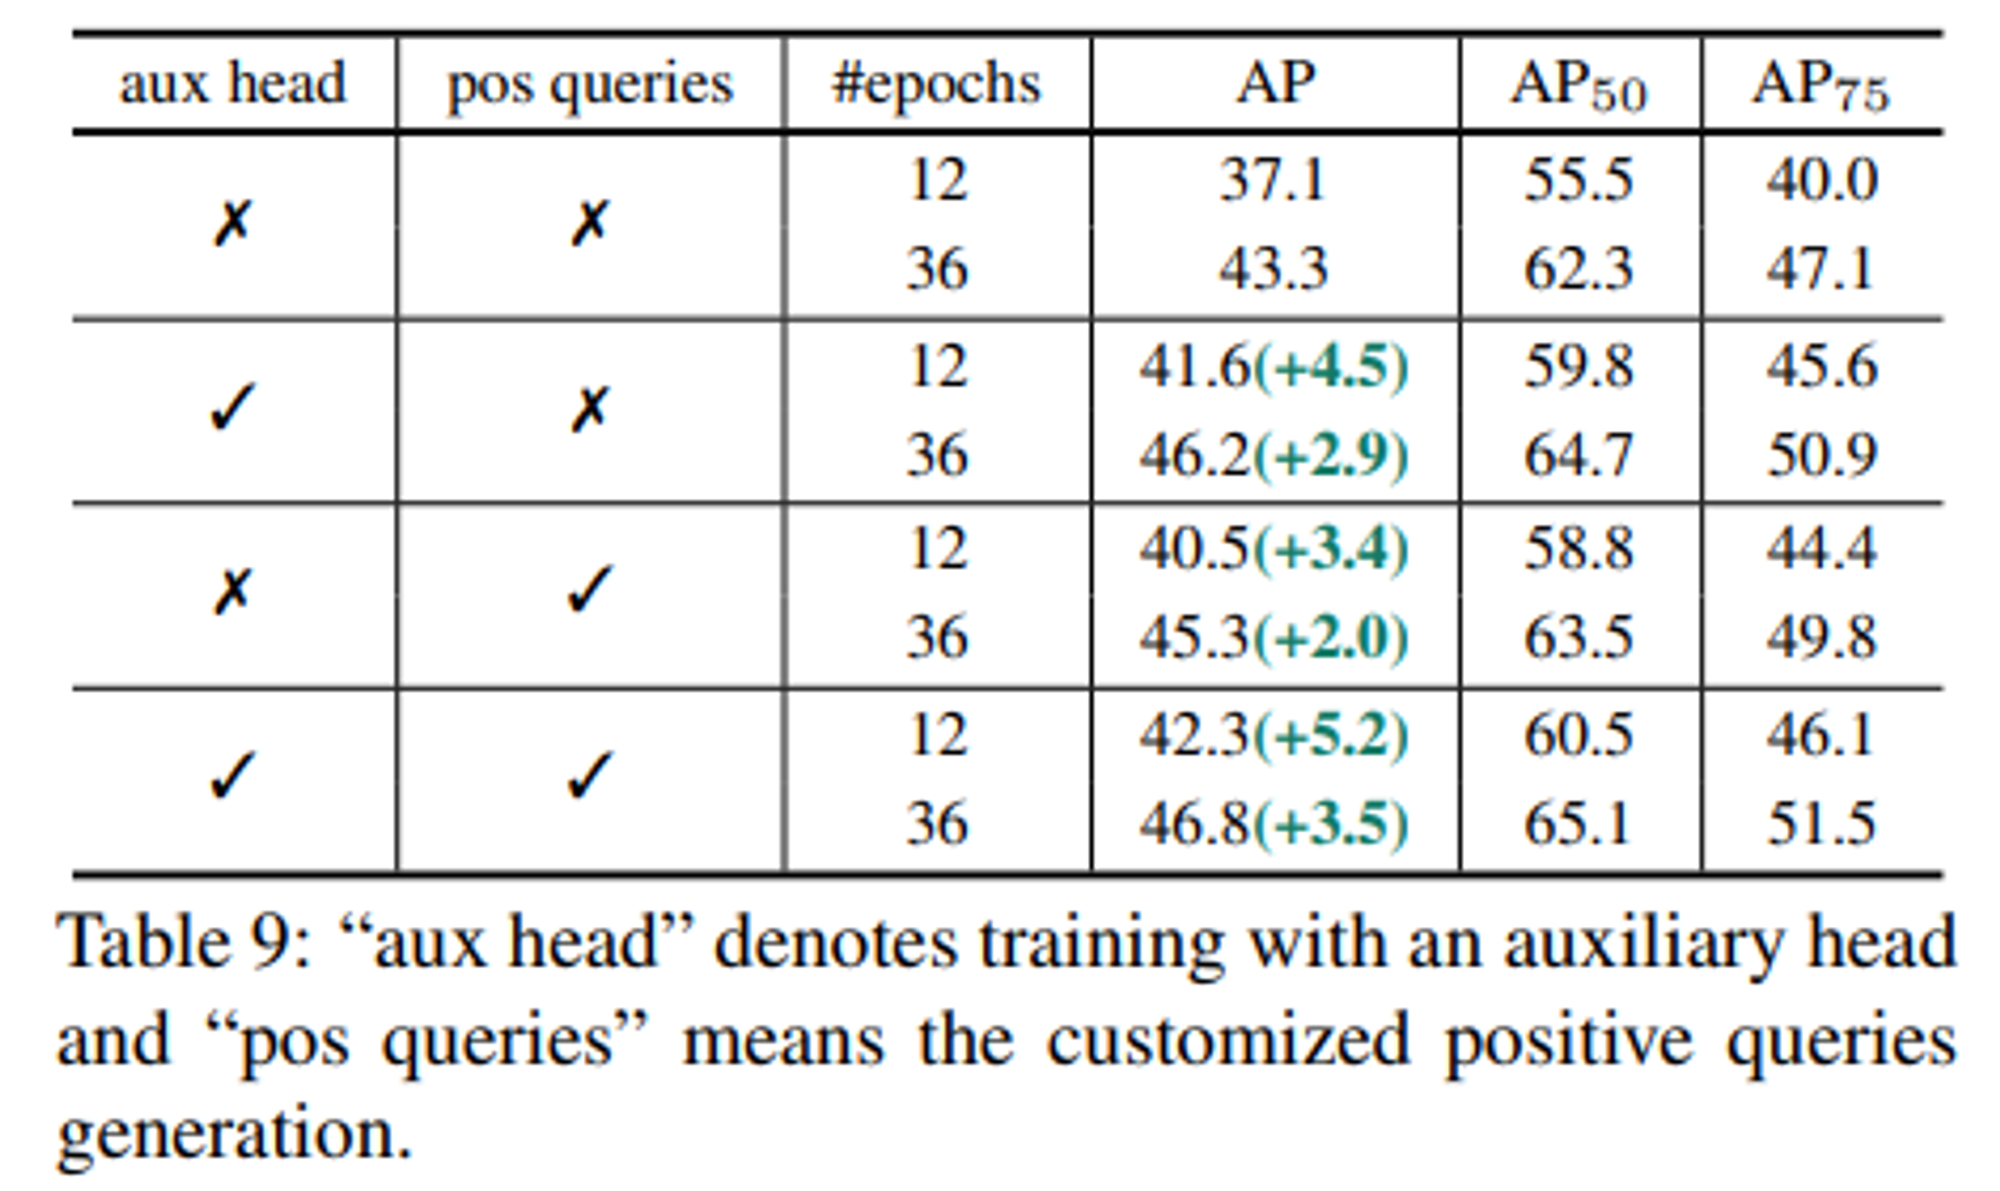 aux head pos queries #epochs AP AP50 AP75
✗ ✗ 12 37.1 55.5 40.0
36 43.3 62.3 47.1
✓ ✗ 12 41.6(+4.5) 59.8 45.6
36 46.2(+2.9) 64.7 50.9
✗ ✓ 12 40.5(+3.4) 58.8 44.4
36 45.3(+2.0) 63.5 49.8
✓ ✓ 12 42.3(+5.2) 60.5 46.1
36 46.8(+3.5) 65.1 51.5
Table 9: “aux head” denotes training with an auxiliary head
and “pos queries” means the customized positive queries
generation.